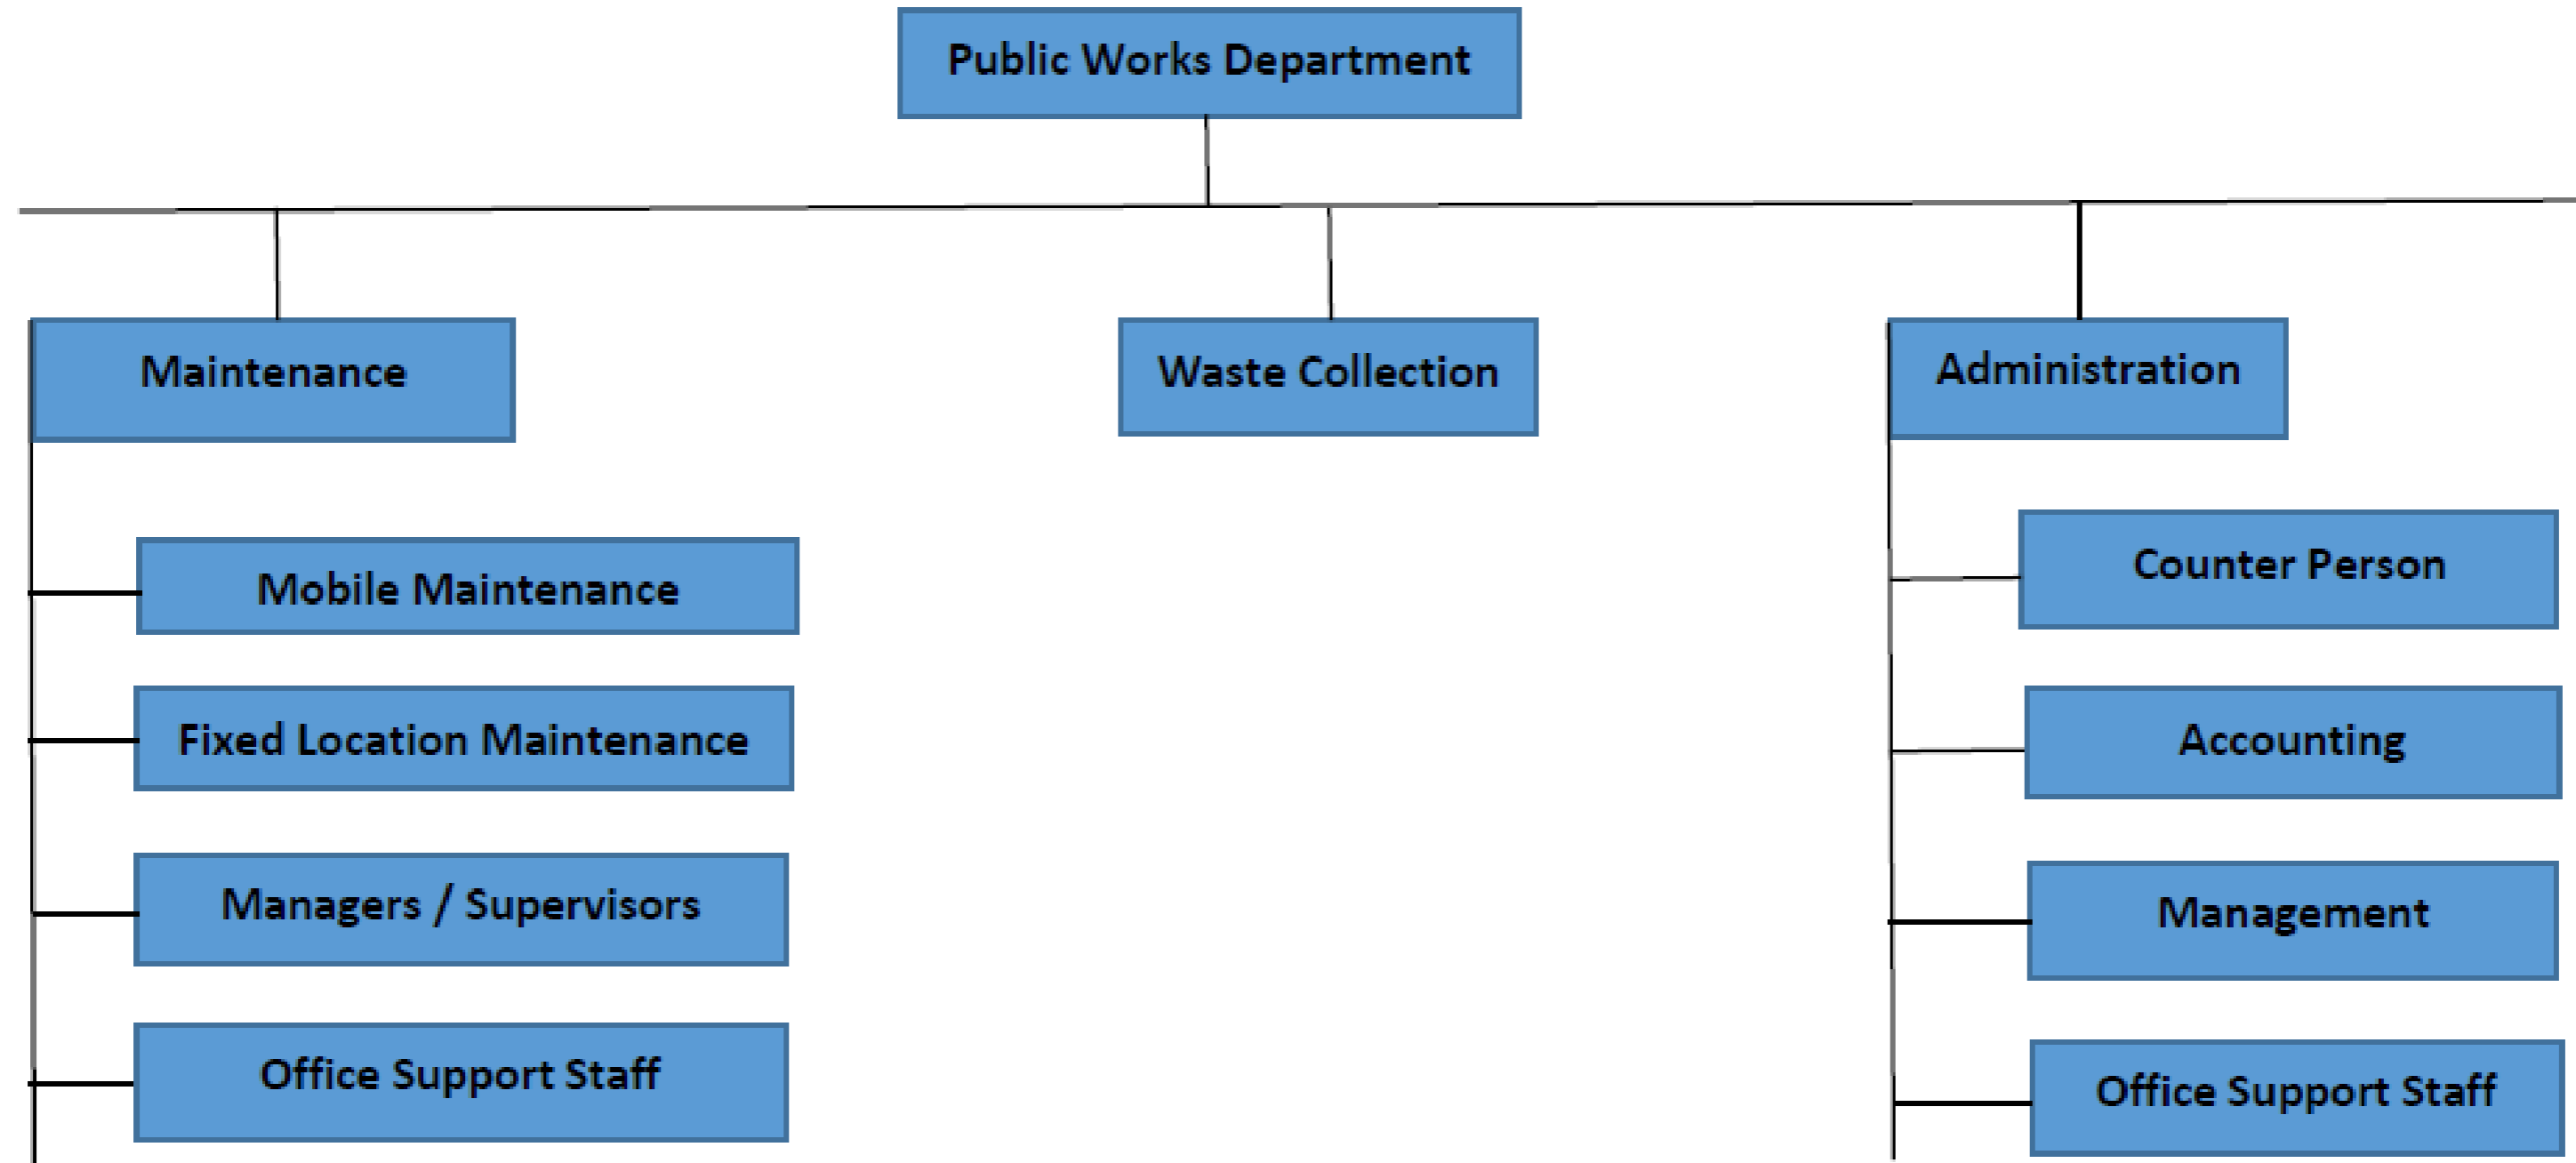 Public Works Department
Maintenance
Waste Collection
Administration
Mobile Maintenance
Fixed Location Maintenance
Managers / Supervisors
Office Support Staff
Counter Person
Accounting
Management
Office Support Staff